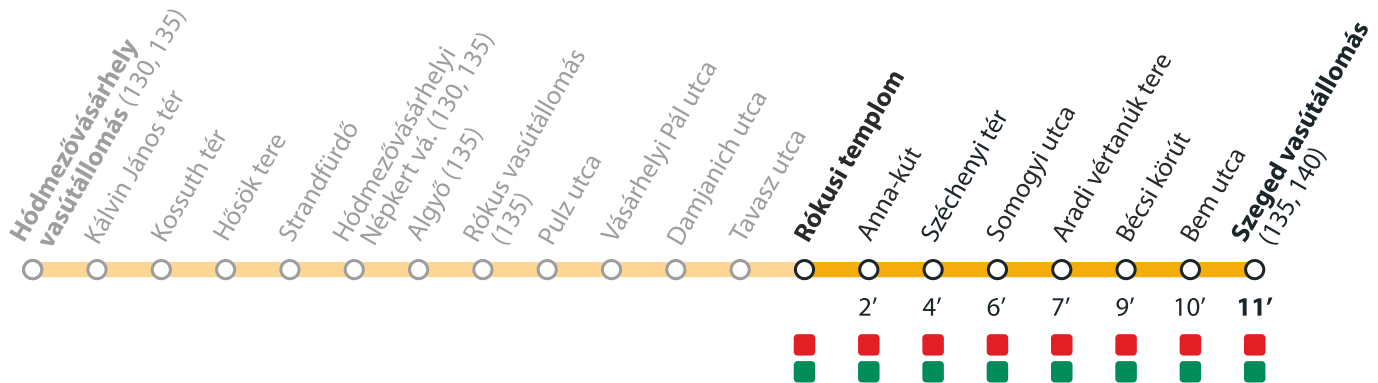 Hódmezővásárhely
vasútállomás (130, 135)
Kálvin János tér
Kossuth tér
Hősök tere
Strandfürdő
Hódmezővásárhelyi
Népkert vá. (130, 135)
Algyő (135)
Rókus vasútállomás
(135)
Pulz utca
Vásárhelyi Pál utca
Damjanich utca
Tavasz utca
Rókusi templom
Anna-kút
Széchenyi tér
Somogyi utca
Aradi vértanúk tere
Bécsi körút
Bem utca
Szeged vasútállomás
(135, 140)
2’ 4’ 6’ 7’ 9’ 10’ 11’